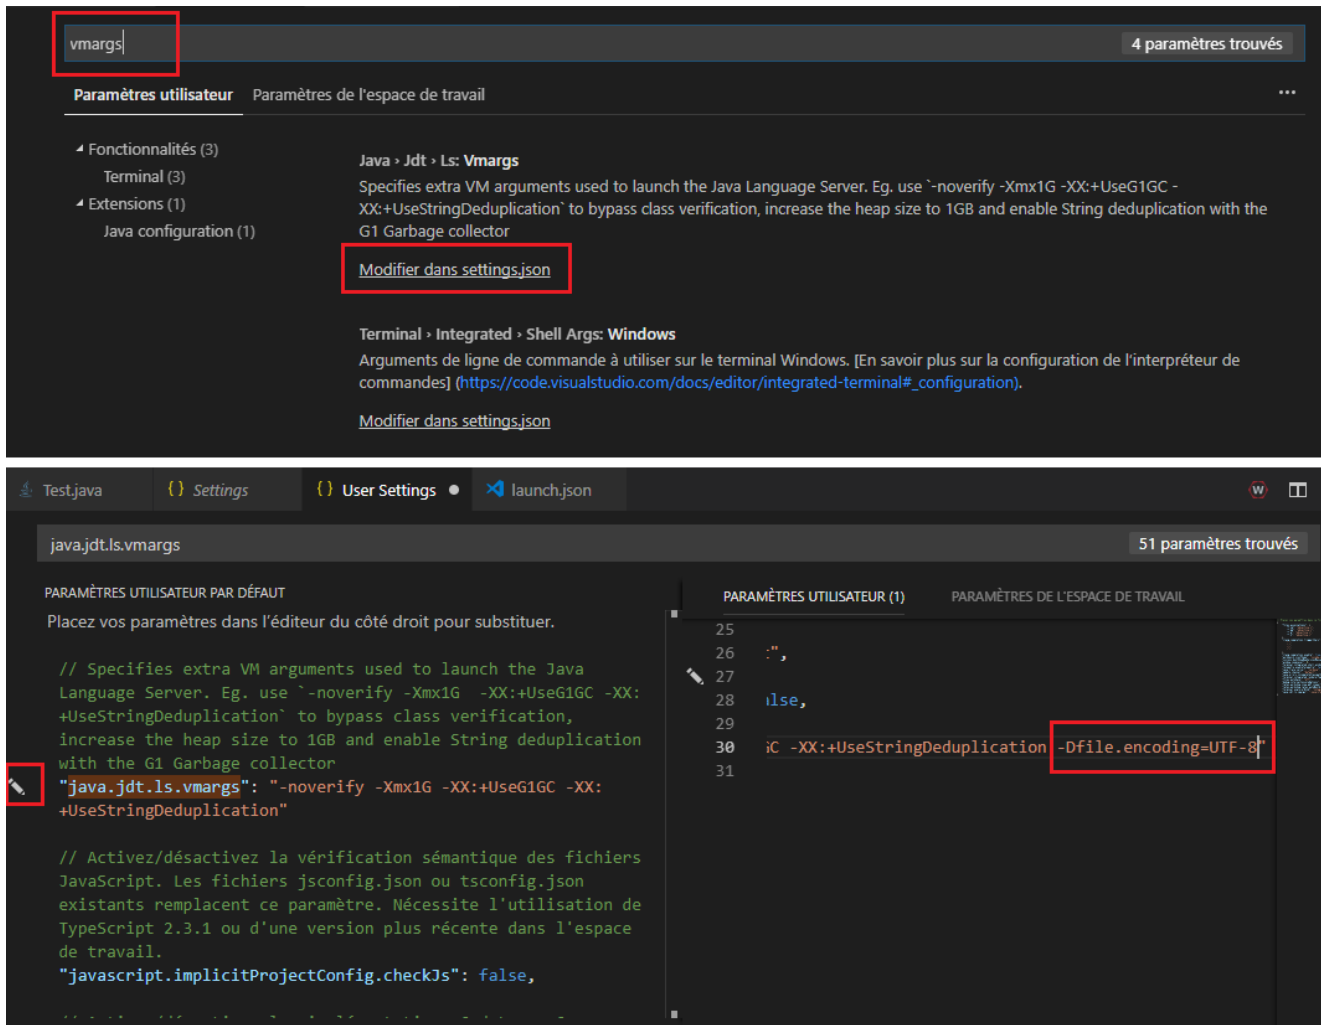 vmargs
4 paramètres trouvés
Paramètres utilisateur Paramètres de l'espace de travail ...
Fonctionnalités (3)
Terminal (3)
Extensions (1)
Java configuration (1)
Java › Jdt › Ls: Vmargs
Specifies extra VM arguments used to launch the Java Language Server. Eg. use `-noverify -Xmx1G -XX:+UseG1GC -
XX:+UseStringDeduplication` to bypass class verification, increase the heap size to 1GB and enable String deduplication with the
G1 Garbage collector
Modifier dans settings.json
Terminal › Integrated › Shell Args: Windows
Arguments de ligne de commande à utiliser sur le terminal Windows. [En savoir plus sur la configuration de l'interpréteur de
commandes] (https://code.visualstudio.com/docs/editor/integrated-terminal#_configuration).
Modifier dans settings.json
Test.java {} Settings {} User Settings ● launch.json W
java.jdt.ls.vmargs
51 paramètres trouvés
PARAMÈTRES UTILISATEUR PAR DÉFAUT
Placez vos paramètres dans l'éditeur du côté droit pour substituer.
// Specifies extra VM arguments used to launch the Java
Language Server. Eg. use `-noverify -Xmx1G  -XX:+UseG1GC -XX:
+UseStringDeduplication` to bypass class verification,
increase the heap size to 1GB and enable String deduplication
with the G1 Garbage collector
"java.jdt.ls.vmargs": "-noverify -Xmx1G -XX:+UseG1GC -XX:
+UseStringDeduplication"
// Activez/désactivez la vérification sémantique des fichiers
JavaScript. Les fichiers jsconfig.json ou tsconfig.json
existants remplacent ce paramètre. Nécessite l'utilisation de
TypeScript 2.3.1 ou d'une version plus récente dans l'espace
de travail.
"javascript.implicitProjectConfig.checkJs": false,
PARAMÈTRES UTILISATEUR (1) PARAMÈTRES DE L'ESPACE DE TRAVAIL
25
26 :",
27
28 alse,
29
30 GC -XX:+UseStringDeduplication -Dfile.encoding=UTF-8"
31